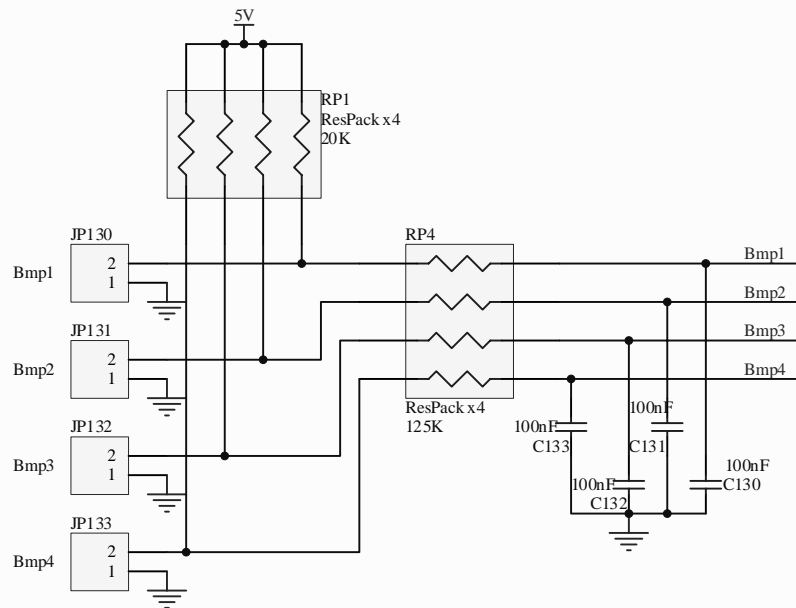 5V
RP1
ResPack x4
20K
JP130
Bmp1
2
1
RP4
Bmp1
Bmp2
Bmp3
Bmp4
JP131
Bmp2
2
1
ResPack x4
125K
JP132
Bmp3
2
1
100nF
C133
100nF
C131
100nF
C132
100nF
C130
JP133
Bmp4
2
1